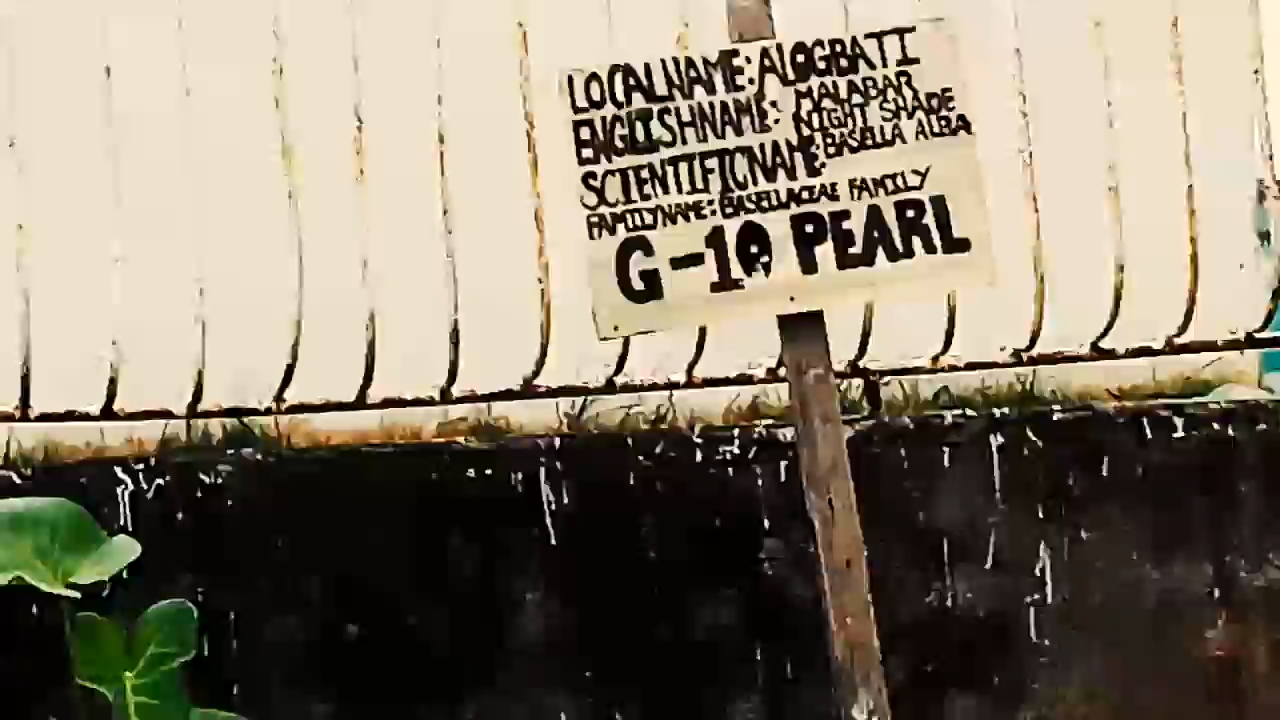 LOCALNAME: ALOGBATI
ENGLISHNAME: MALABAR NIGHT SHADE
SCIENTIFICNAME: BASELLA ALBA
FAMILYNAME: BASELLACEAE FAMILY
G-10 PEARL